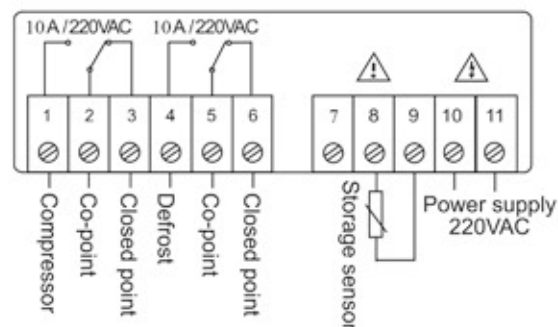 10A/220VAC 10A/220VAC
1 2 3 4 5 6 7 8 9 10 11
Compressor
Co-point
Closed point
Defrost
Co-point
Closed point
Storage sensor
Power supply
220VAC